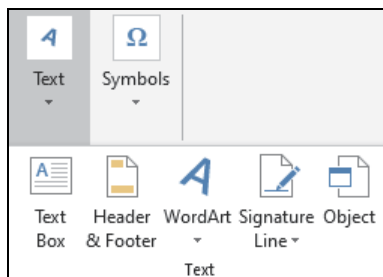 Text Symbols
Text Header WordArt Signature Object
Box & Footer Line
Text